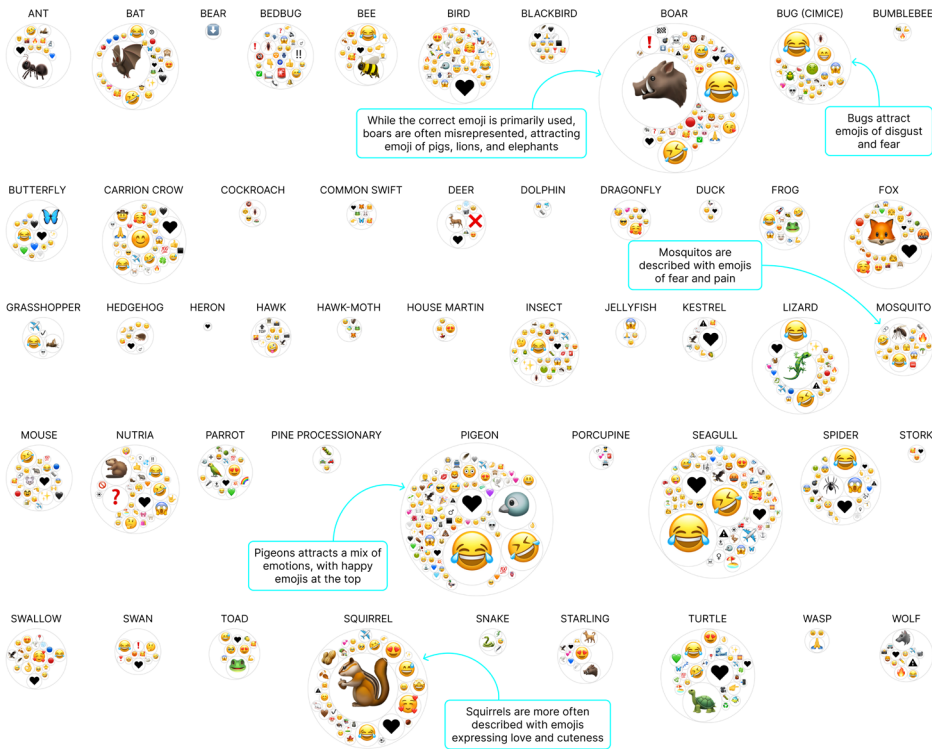 ANT BAT BEAR BEDBUG BEE BIRD BLACKBIRD BOAR BUG (CIMICE) BUMBLEBEE
While the correct emoji is primarily used,
boars are often misrepresented, attracting
emoji of pigs, lions, and elephants
Bugs attract
emojis of disgust
and fear
BUTTERFLY CARRION CROW COCKROACH COMMON SWIFT DEER DOLPHIN DRAGONFLY DUCK FROG FOX
Mosquitos are
described with emojis
of fear and pain
GRASSHOPPER HEDGEHOG HERON HAWK HAWK-MOTH HOUSE MARTIN INSECT JELLYFISH KESTREL LIZARD MOSQUITO
MOUSE NUTRIA PARROT PINE PROCESSIONARY PIGEON PORCUPINE SEAGULL SPIDER STORK
Pigeons attracts a mix of
emotions, with happy
emojis at the top
SWALLOW SWAN TOAD SQUIRREL SNAKE STARLING TURTLE WASP WOLF
Squirrels are more often
described with emojis
expressing love and cuteness